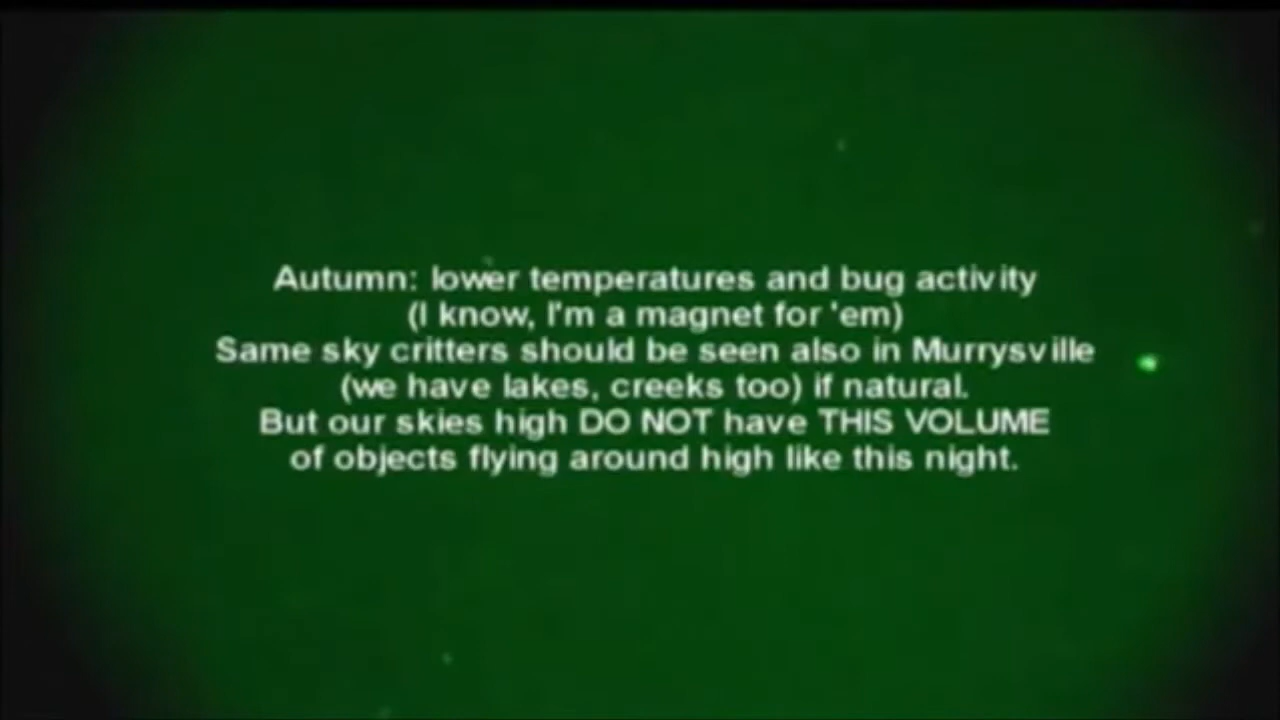 Autumn: lower temperatures and bug activity
(I know, I'm a magnet for 'em)
Same sky critters should be seen also in Murrysville
(we have lakes, creeks too) if natural.
But our skies high DO NOT have THIS VOLUME
of objects flying around high like this night.